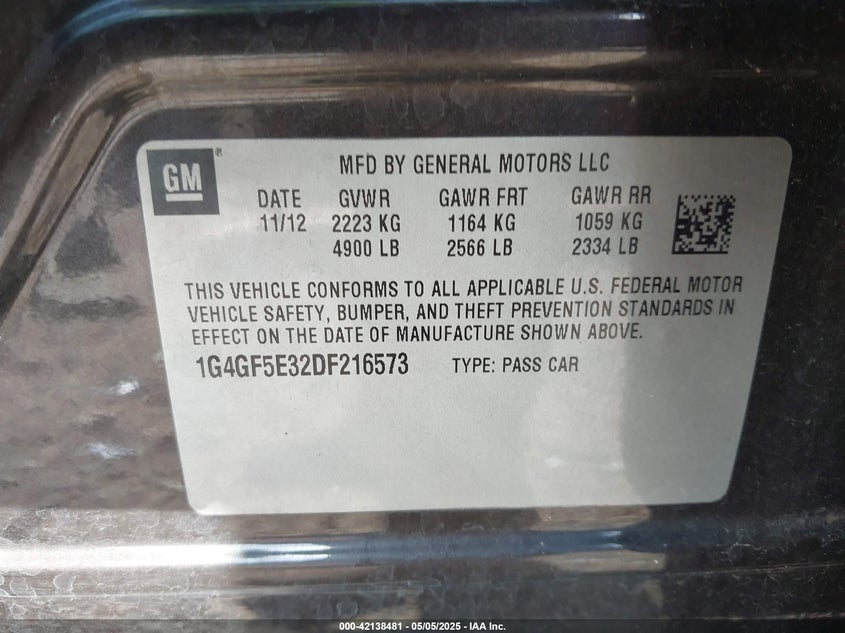 GM®
MFD BY GENERAL MOTORS LLC
DATE GVWR GAWR FRT GAWR RR
11/12 2223 KG 1164 KG 1059 KG
4900 LB 2566 LB 2334 LB
THIS VEHICLE CONFORMS TO ALL APPLICABLE U.S. FEDERAL MOTOR
VEHICLE SAFETY, BUMPER, AND THEFT PREVENTION STANDARDS IN
EFFECT ON THE DATE OF MANUFACTURE SHOWN ABOVE.
1G4GF5E32DF216573 TYPE: PASS CAR
000-42138481 - 05/05/2025 - IAA Inc.